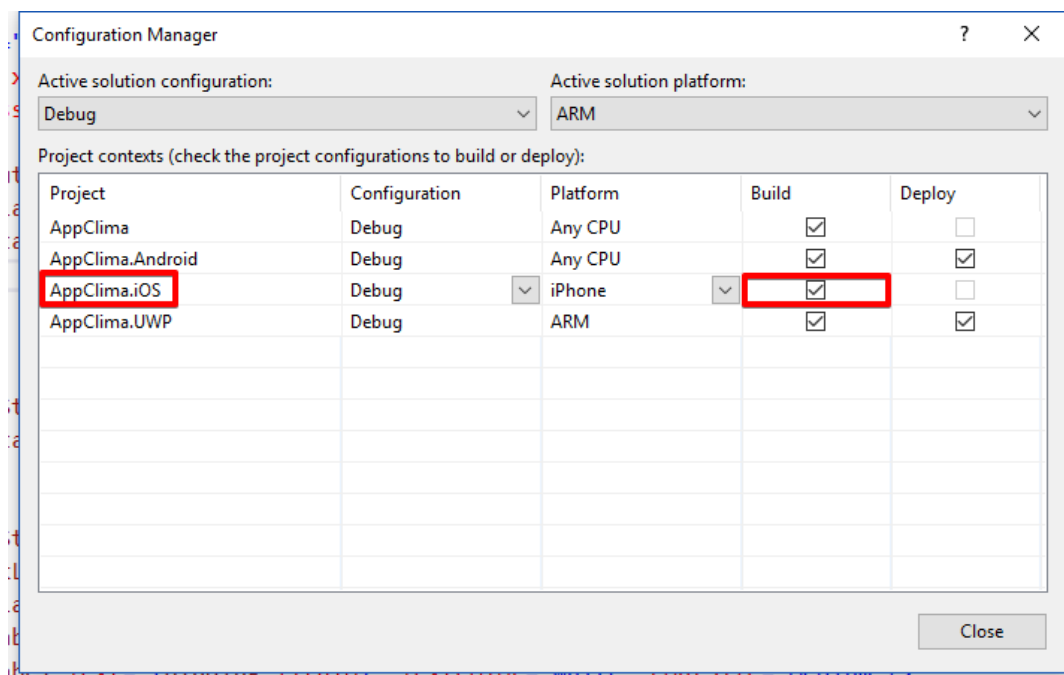 Configuration Manager ?
Active solution configuration: Active solution platform:
Debug ARM
Project contexts (check the project configurations to build or deploy):
Project Configuration Platform Build Deploy
AppClima Debug Any CPU
AppClima.Android Debug Any CPU
AppClima.iOS Debug iPhone
AppClima.UWP Debug ARM
Close